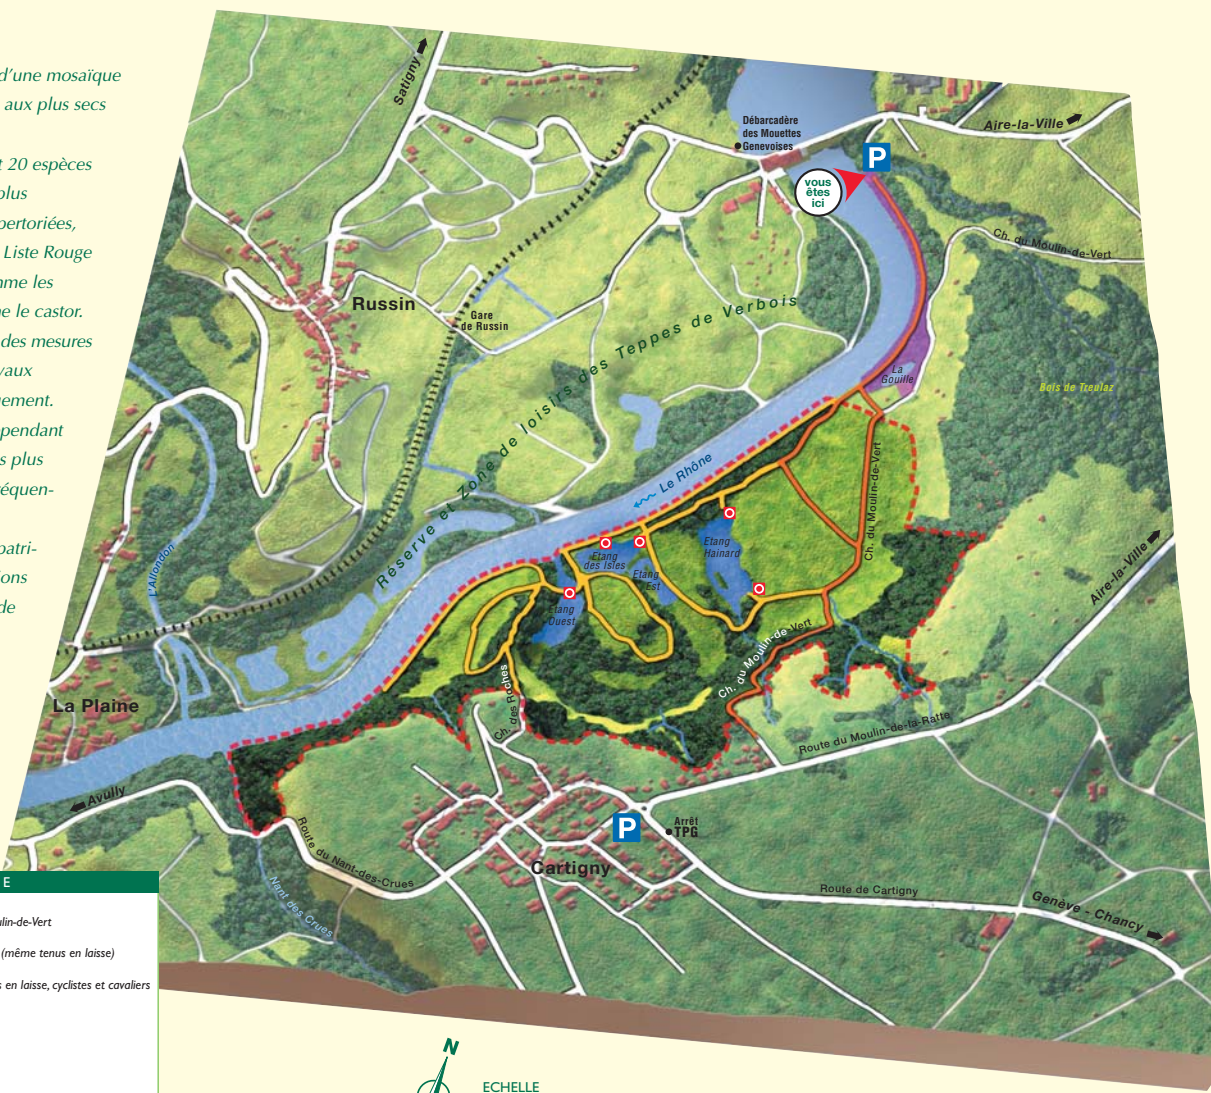 d'une mosaïque
aux plus secs
t 20 espèces
plus
pertoriées,
Liste Rouge
nme les
e le castor.
des mesures
vaux
gement.
pendant
s plus
réquen-
patri-
ions
de
Satigny
Débarcadère
des Mouettes
Genevoises
P
Aire-la-Ville
vous
êtes
ici
Ch. du Moulin-de-Vert
Russin
Gare
de Russin
Réserve et Zone de loisirs des Teppes de Verbois
La
Gouille
Bois de Treulaz
Le Rhône
Ch. du Moulin-de-Vert
Etang
Hainard
Etang
des Isles
Etang
Est
Etang
Ouest
L'Allondon
Aire-la-Ville
Ch. du Moulin-de-Vert
Ch. des Roches
La Plaine
Route du Moulin-de-la-Ratte
Avully
P
Arrêt
TPG
Cartigny
Route du Nant-des-Crues
Nant des Crues
Route de Cartigny
Genève - Chancy
E
ulin-de-Vert
(même tenus en laisse)
s en laisse, cyclistes et cavaliers
N
ECHELLE